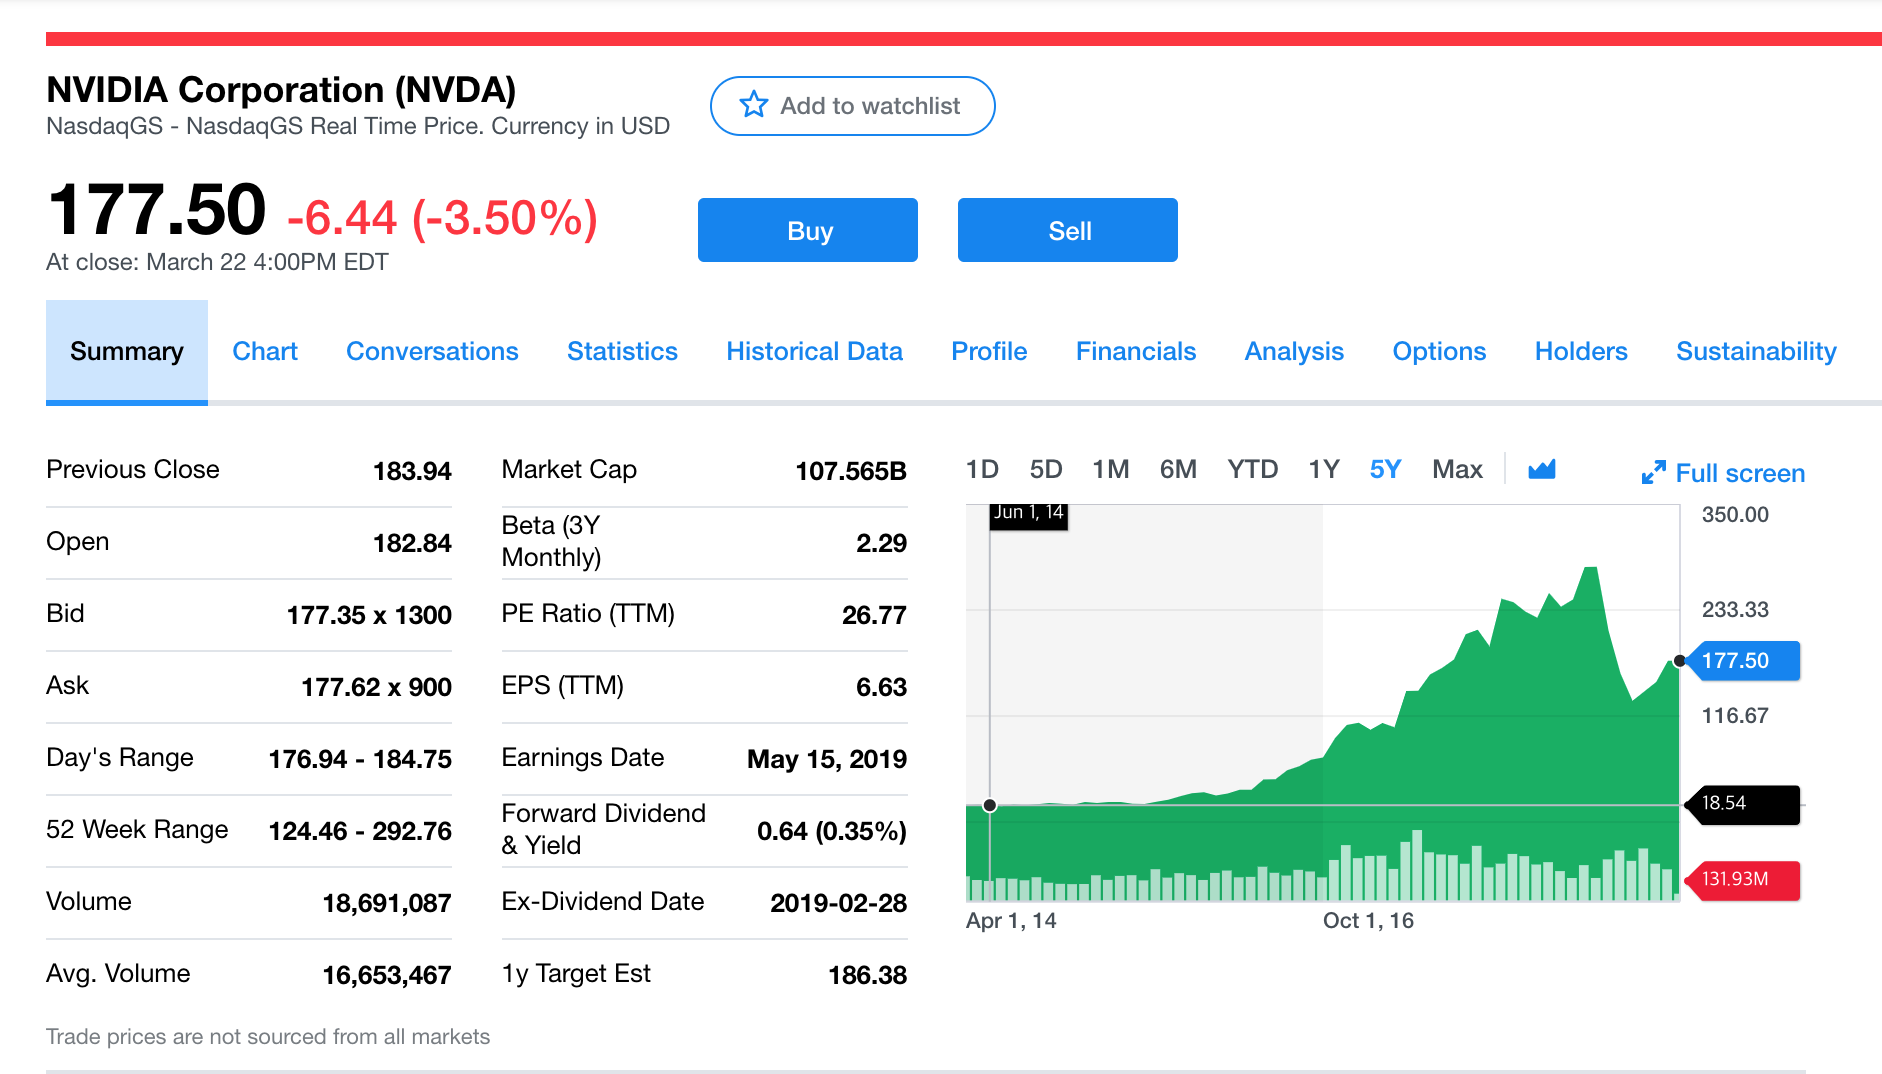 NVIDIA Corporation (NVDA)
NasdaqGS - NasdaqGS Real Time Price. Currency in USD
Add to watchlist
177.50 -6.44 (-3.50%)
At close: March 22 4:00PM EDT
Buy
Sell
Summary Chart Conversations Statistics Historical Data Profile Financials Analysis Options Holders Sustainability
Previous Close 183.94
Open 182.84
Bid 177.35 x 1300
Ask 177.62 x 900
Day's Range 176.94 - 184.75
52 Week Range 124.46 - 292.76
Volume 18,691,087
Avg. Volume 16,653,467
Market Cap 107.565B
Beta (3Y
Monthly) 2.29
PE Ratio (TTM) 26.77
EPS (TTM) 6.63
Earnings Date May 15, 2019
Forward Dividend
& Yield 0.64 (0.35%)
Ex-Dividend Date 2019-02-28
1y Target Est 186.38
1D 5D 1M 6M YTD 1Y 5Y Max Full screen
Jun 1, 14
350.00
233.33
177.50
116.67
18.54
131.93M
Apr 1, 14 Oct 1, 16
Trade prices are not sourced from all markets